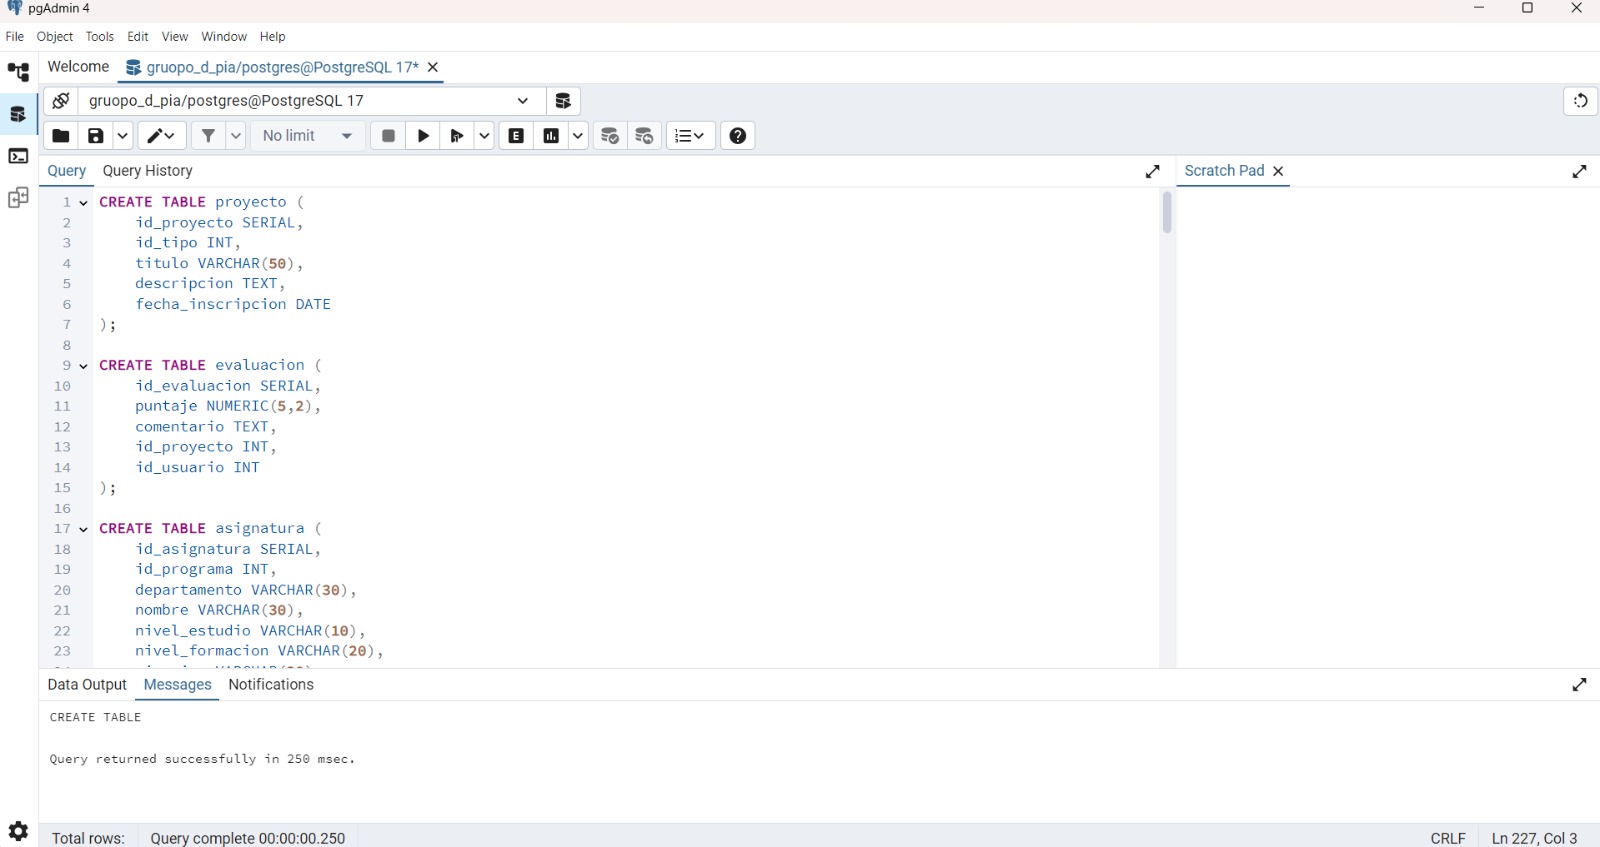 pgAdmin 4
File Object Tools Edit View Window Help
Welcome gruopo_d_pia/postgres@PostgreSQL 17*
gruopo_d_pia/postgres@PostgreSQL 17
No limit
E
Query Query History Scratch Pad
1 CREATE TABLE proyecto (
2 id_proyecto SERIAL,
3 id_tipo INT,
4 titulo VARCHAR(50),
5 descripcion TEXT,
6 fecha_inscripcion DATE
7 );
8
9 CREATE TABLE evaluacion (
10 id_evaluacion SERIAL,
11 puntaje NUMERIC(5,2),
12 comentario TEXT,
13 id_proyecto INT,
14 id_usuario INT
15 );
16
17 CREATE TABLE asignatura (
18 id_asignatura SERIAL,
19 id_programa INT,
20 departamento VARCHAR(30),
21 nombre VARCHAR(30),
22 nivel_estudio VARCHAR(10),
23 nivel_formacion VARCHAR(20),
Data Output Messages Notifications
CREATE TABLE
Query returned successfully in 250 msec.
Total rows: Query complete 00:00:00.250 CRLF Ln 227, Col 3